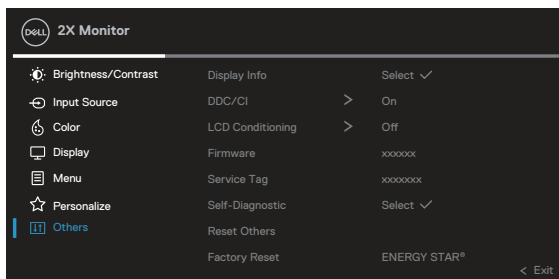 DELL 2X Monitor
Brightness/Contrast Display Info Select ✓
Input Source DDC/CI > On
Color LCD Conditioning > Off
Display Firmware xxxxxx
Menu Service Tag xxxxxxx
Personalize Self-Diagnostic Select ✓
Others Reset Others
Factory Reset ENERGY STAR®
< Exit